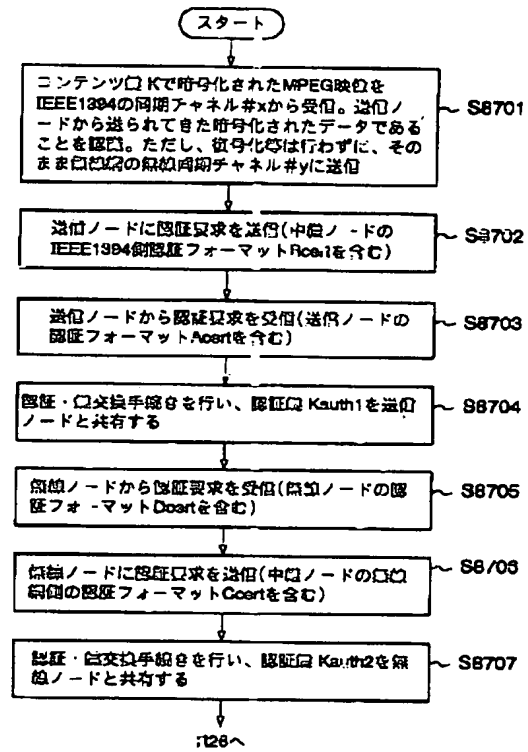 スタート
コンテンツ鍵Kで暗号化されたMPEG映像を
IEEE1394の同期チャネル#xから受信。送信ノ
ードから送られてきた暗号化されたデータである
ことを認識。ただし、復号化等は行わずに、その
まま無線網の無線同期チャネル#yに送信
S8701
送信ノードに認証要求を送信(中継ノードの
IEEE1394側認証フォーマットBcertを含む)
S8702
送信ノードから認証要求を受信(送信ノードの
認証フォーマットAcertを含む)
S8703
認証・鍵交換手続きを行い、認証鍵Kauth1を送信
ノードと共有する
S8704
無線ノードから認証要求を受信(無線ノードの認
証フォーマットDcertを含む)
S8705
無線ノードに認証要求を送信(中継ノードの無線
網側の認証フォーマットCcertを含む)
S8706
認証・鍵交換手続きを行い、認証鍵Kauth2を無
線ノードと共有する
S8707
へ